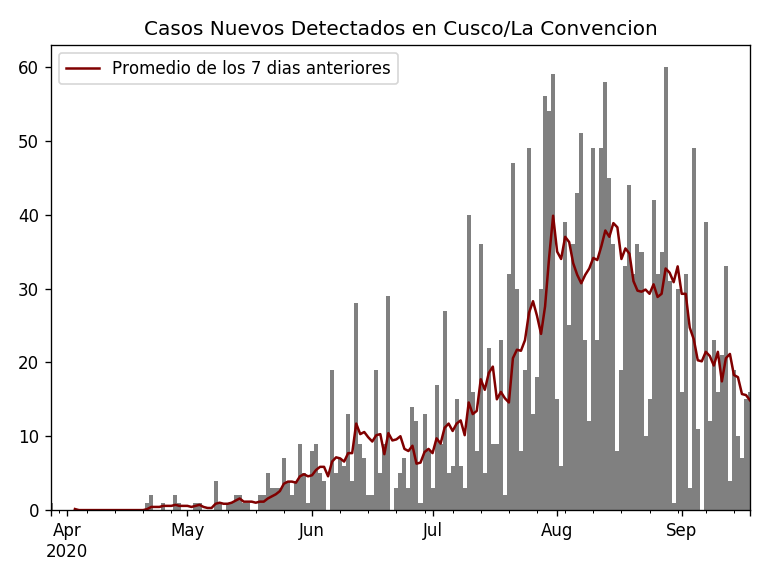 Casos Nuevos Detectados en Cusco/La Convencion
Promedio de los 7 dias anteriores
60
50
40
30
20
10
0
Apr May Jun Jul Aug Sep
2020